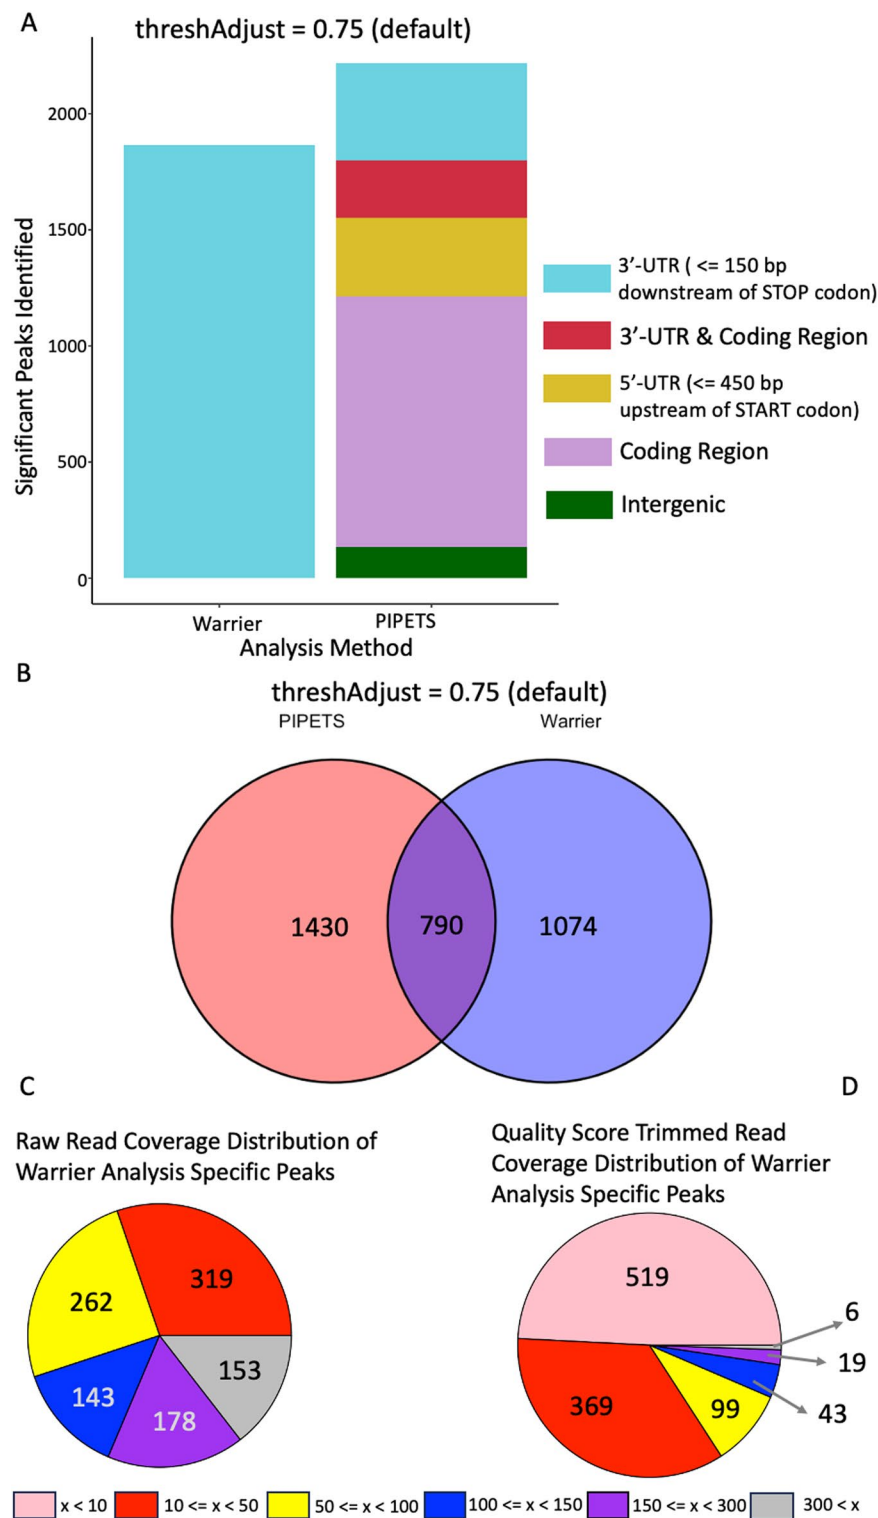 A
threshAdjust = 0.75 (default)
Significant Peaks Identified
2000
1500
1000
500
0
Warrier
PIPETS
Analysis Method
3’-UTR ( <= 150 bp
downstream of STOP codon)
3’-UTR & Coding Region
5’-UTR (<= 450 bp
upstream of START codon)
Coding Region
Intergenic
B
threshAdjust = 0.75 (default)
PIPETS
Warrier
1430
790
1074
C
Raw Read Coverage Distribution of
Warrier Analysis Specific Peaks
319
262
143
178
153
D
Quality Score Trimmed Read
Coverage Distribution of Warrier
Analysis Specific Peaks
519
369
99
43
19
6
x < 10
10 <= x < 50
50 <= x < 100
100 <= x < 150
150 <= x < 300
300 < x